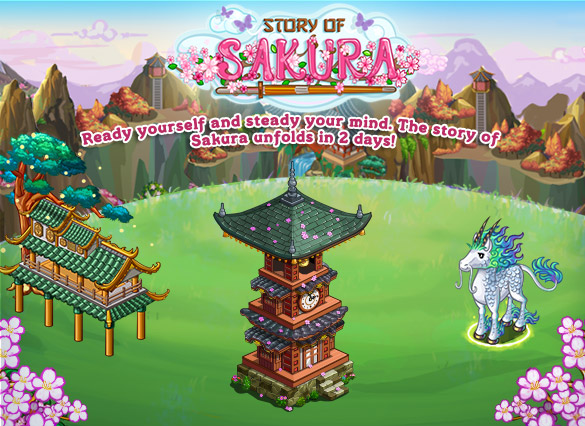 STORY OF
SAKURA
Ready yourself and steady your mind. The story of
Sakura unfolds in 2 days!